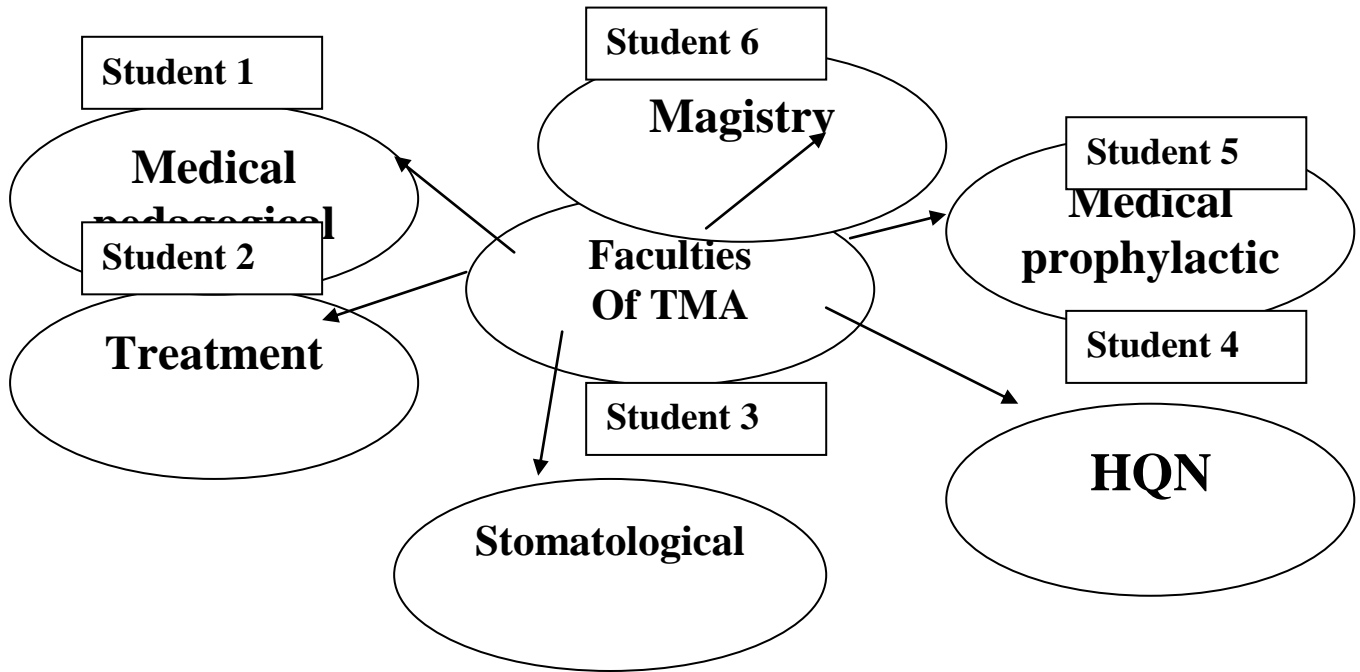 Student 1
Medical
pedagogical
Student 2
Treatment
Student 6
Magistry
Faculties
Of TMA
Student 3
Stomatological
Student 5
Medical
prophylactic
Student 4
HQN